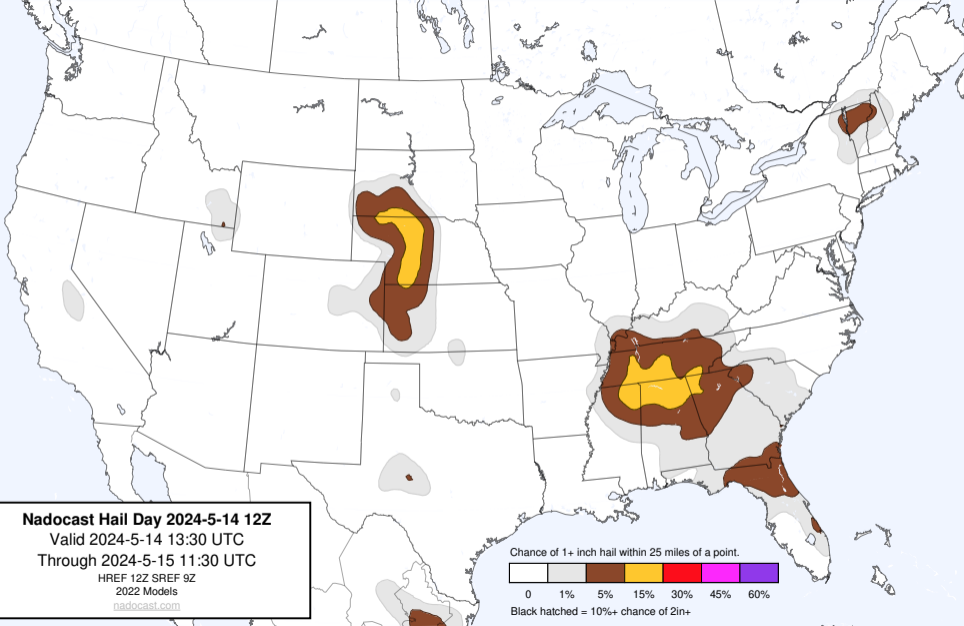 Nadocast Hail Day 2024-5-14 12Z
Valid 2024-5-14 13:30 UTC
Through 2024-5-15 11:30 UTC
HREF 12Z SREF 9Z
2022 Models
nadocast.com
Chance of 1+ inch hail within 25 miles of a point.
0 1% 5% 15% 30% 45% 60%
Black hatched = 10%+ chance of 2in+